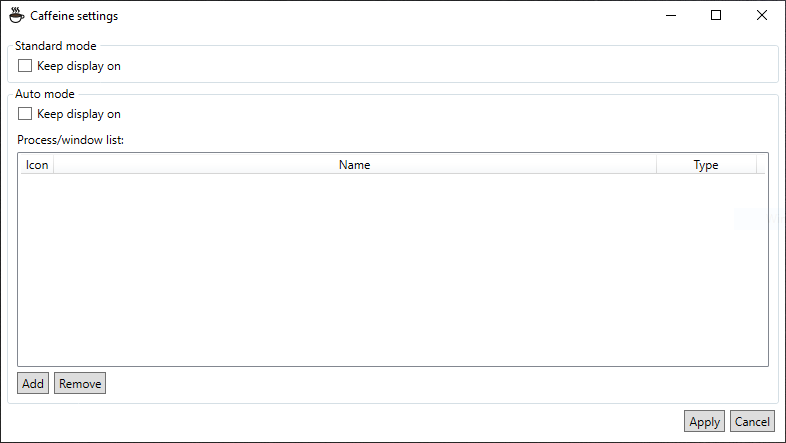 Caffeine settings
Standard mode
Keep display on
Auto mode
Keep display on
Process/window list:
Icon Name Type
Add Remove
Apply Cancel